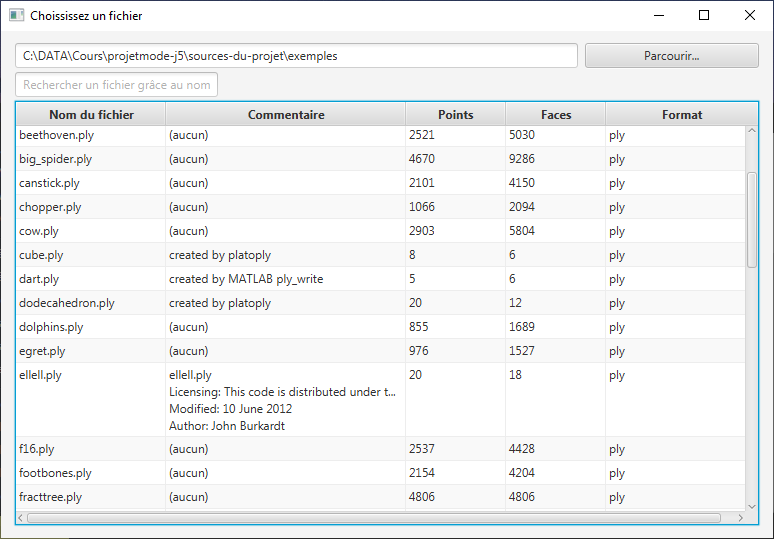 Choississez un fichier
C:\DATA\Cours\projetmode-j5\sources-du-projet\exemples
Parcourir...
Rechercher un fichier grâce au nom
Nom du fichier Commentaire Points Faces Format
beethoven.ply (aucun) 2521 5030 ply
big_spider.ply (aucun) 4670 9286 ply
canstick.ply (aucun) 2101 4150 ply
chopper.ply (aucun) 1066 2094 ply
cow.ply (aucun) 2903 5804 ply
cube.ply created by platoply 8 6 ply
dart.ply created by MATLAB ply_write 5 6 ply
dodecahedron.ply created by platoply 20 12 ply
dolphins.ply (aucun) 855 1689 ply
egret.ply (aucun) 976 1527 ply
ellell.ply ellell.ply 20 18 ply
Licensing: This code is distributed under t...
Modified: 10 June 2012
Author: John Burkardt
f16.ply (aucun) 2537 4428 ply
footbones.ply (aucun) 2154 4204 ply
fracttree.ply (aucun) 4806 4806 ply